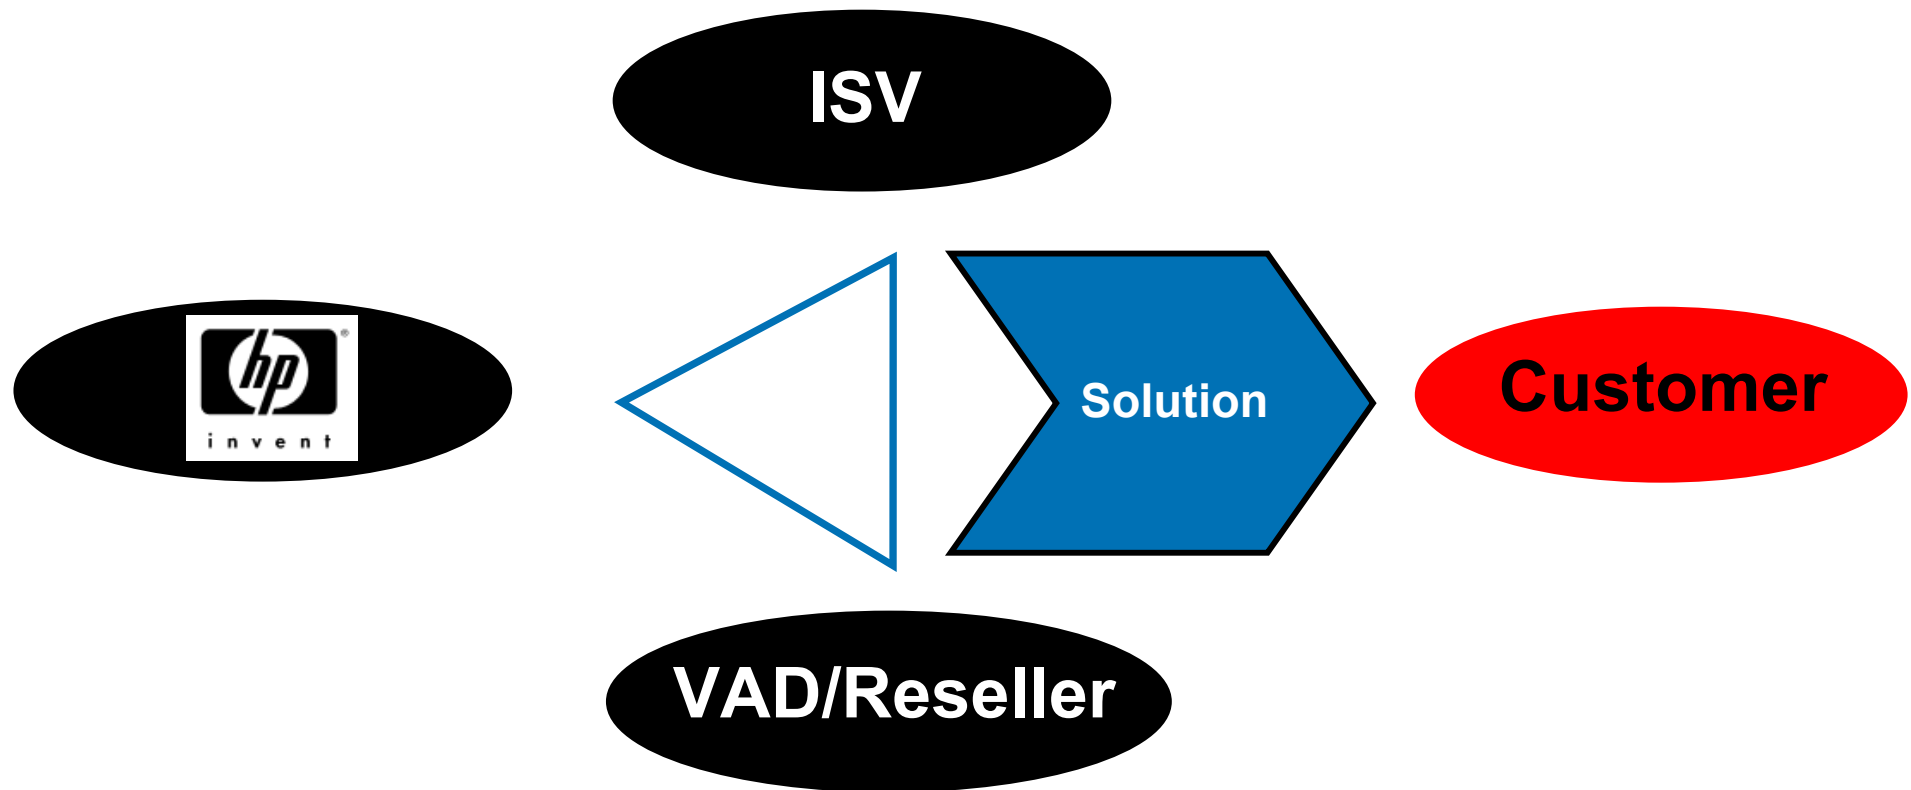 ISV
hp
®
invent
Solution
Customer
VAD/Reseller